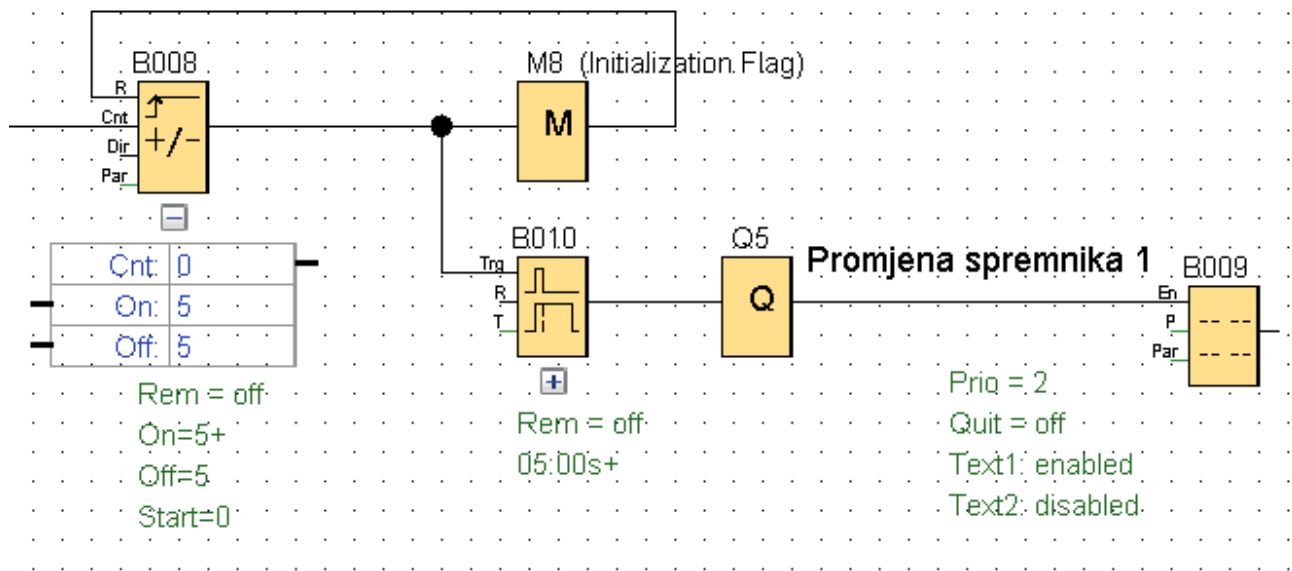 B008
M8 (Initialization Flag)
R
Cnt
Dir
Par
+/-
M
Cnt: 0
On: 5
Off: 5
Rem = off
On=5+
Off=5
Start=0
B010
Trg
R
T
Rem = off
05:00s+
Q5
Q
Promjena spremnika 1
B009
En
P
Par
Prio = 2
Quit = off
Text1: enabled
Text2: disabled